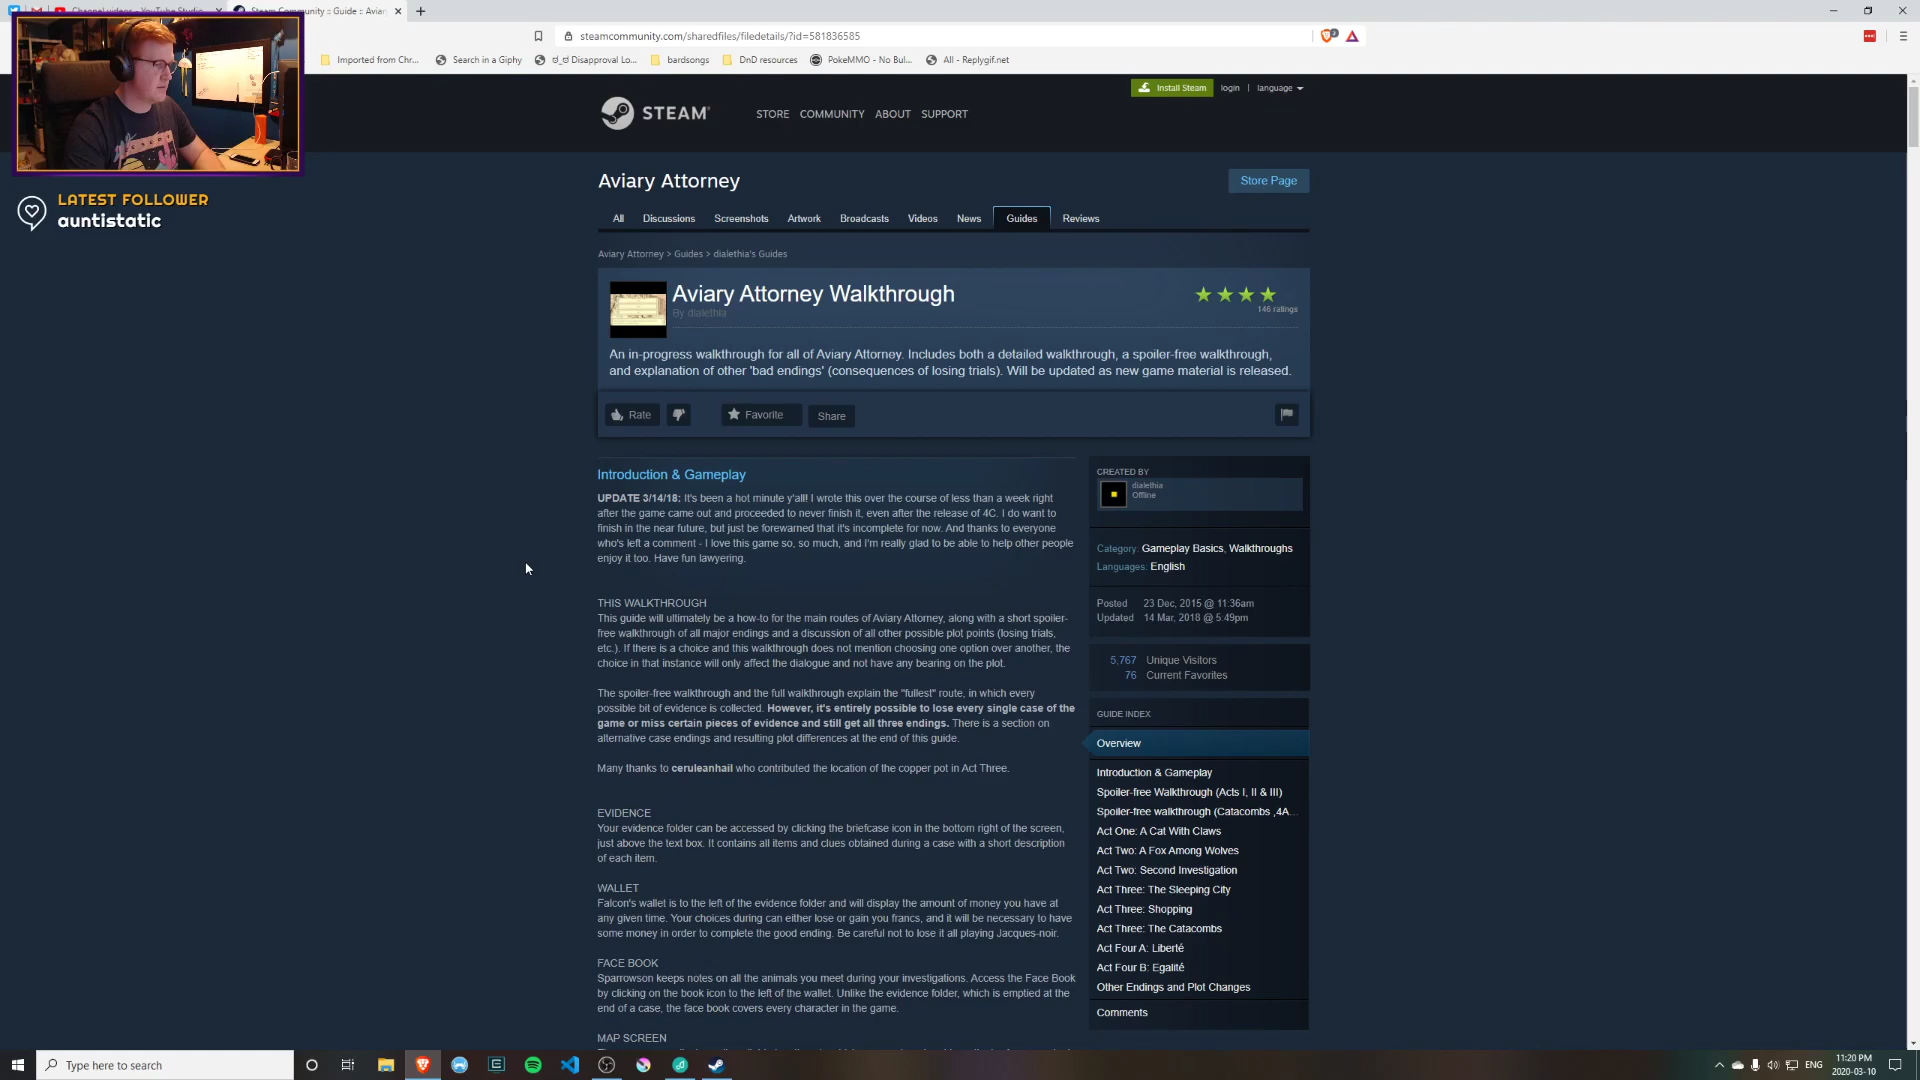 Channel videos - YouTube Studio
Steam Community :: Guide :: Aviar
steamcommunity.com/sharedfiles/filedetails/?id=581836585
Imported from Chr...
Search in a Giphy
ಠ_ಠ Disapproval Lo...
bardsongs
DnD resources
PokeMMO - No Bul...
All - Replygif.net
LATEST FOLLOWER
auntistatic
Install Steam
login | language
STEAM
STORE COMMUNITY ABOUT SUPPORT
Aviary Attorney
Store Page
All Discussions Screenshots Artwork Broadcasts Videos News Guides Reviews
Aviary Attorney > Guides > dialethia's Guides
Aviary Attorney Walkthrough
By dialethia
146 ratings
An in-progress walkthrough for all of Aviary Attorney. Includes both a detailed walkthrough, a spoiler-free walkthrough,
and explanation of other 'bad endings' (consequences of losing trials). Will be updated as new game material is released.
Rate
Favorite
Share
Introduction & Gameplay
UPDATE 3/14/18: It's been a hot minute y'all! I wrote this over the course of less than a week right
after the game came out and proceeded to never finish it, even after the release of 4C. I do want to
finish in the near future, but just be forewarned that it's incomplete for now. And thanks to everyone
who's left a comment - I love this game so, so much, and I'm really glad to be able to help other people
enjoy it too. Have fun lawyering.
THIS WALKTHROUGH
This guide will ultimately be a how-to for the main routes of Aviary Attorney, along with a short spoiler-
free walkthrough of all major endings and a discussion of all other possible plot points (losing trials,
etc.). If there is a choice and this walkthrough does not mention choosing one option over another, the
choice in that instance will only affect the dialogue and not have any bearing on the plot.
The spoiler-free walkthrough and the full walkthrough explain the "fullest" route, in which every
possible bit of evidence is collected. However, it's entirely possible to lose every single case of the
game or miss certain pieces of evidence and still get all three endings. There is a section on
alternative case endings and resulting plot differences at the end of this guide.
Many thanks to ceruleanhail who contributed the location of the copper pot in Act Three.
EVIDENCE
Your evidence folder can be accessed by clicking the briefcase icon in the bottom right of the screen,
just above the text box. It contains all items and clues obtained during a case with a short description
of each item.
WALLET
Falcon's wallet is to the left of the evidence folder and will display the amount of money you have at
any given time. Your choices during can either lose or gain you francs, and it will be necessary to have
some money in order to complete the good ending. Be careful not to lose it all playing Jacques-noir.
FACE BOOK
Sparrowson keeps notes on all the animals you meet during your investigations. Access the Face Book
by clicking on the book icon to the left of the wallet. Unlike the evidence folder, which is emptied at the
end of a case, the face book covers every character in the game.
MAP SCREEN
CREATED BY
dialethia
Offline
Category: Gameplay Basics, Walkthroughs
Languages: English
Posted 23 Dec, 2015 @ 11:36am
Updated 14 Mar, 2018 @ 5:49pm
5,767 Unique Visitors
76 Current Favorites
GUIDE INDEX
Overview
Introduction & Gameplay
Spoiler-free Walkthrough (Acts I, II & III)
Spoiler-free walkthrough (Catacombs ,4A...
Act One: A Cat With Claws
Act Two: A Fox Among Wolves
Act Two: Second Investigation
Act Three: The Sleeping City
Act Three: Shopping
Act Three: The Catacombs
Act Four A: Liberté
Act Four B: Egalité
Other Endings and Plot Changes
Comments
Type here to search
ENG
11:20 PM
2020-03-10